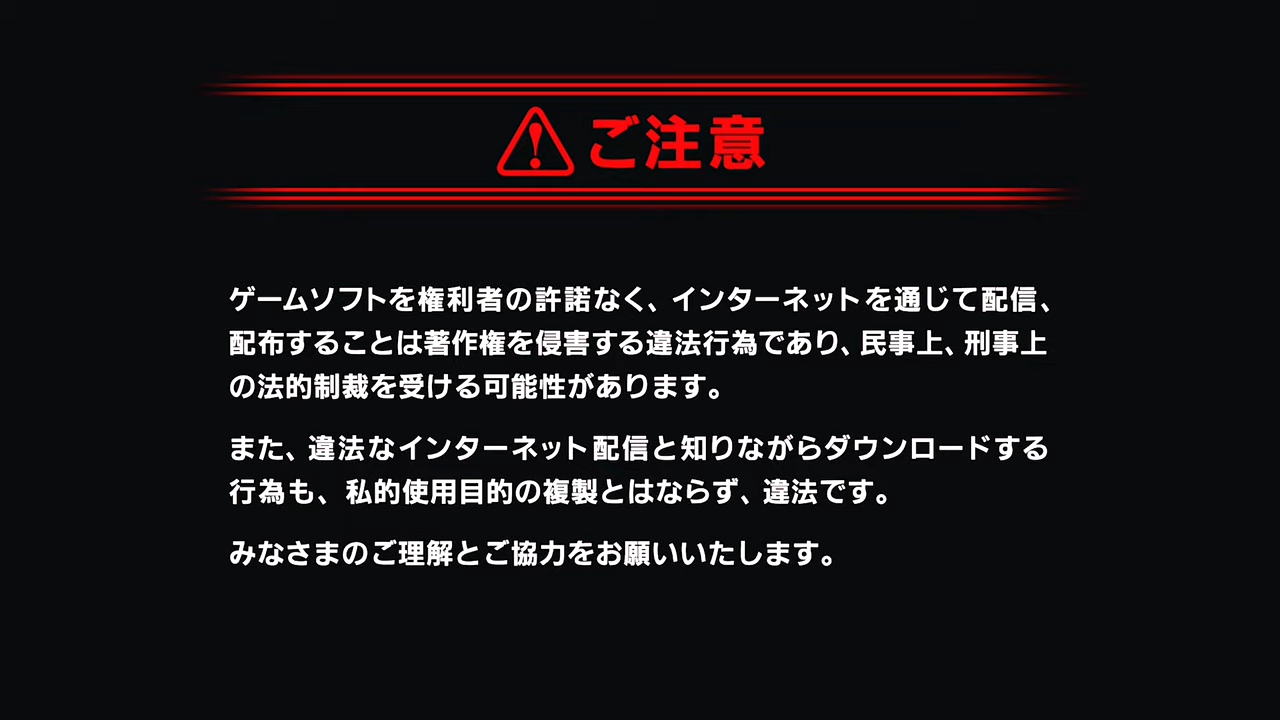 ご注意
ゲームソフトを権利者の許諾なく、インターネットを通じて配信、
配布することは著作権を侵害する違法行為であり、民事上、刑事上
の法的制裁を受ける可能性があります。
また、違法なインターネット配信と知りながらダウンロードする
行為も、私的使用目的の複製とはならず、違法です。
みなさまのご理解とご協力をお願いいたします。